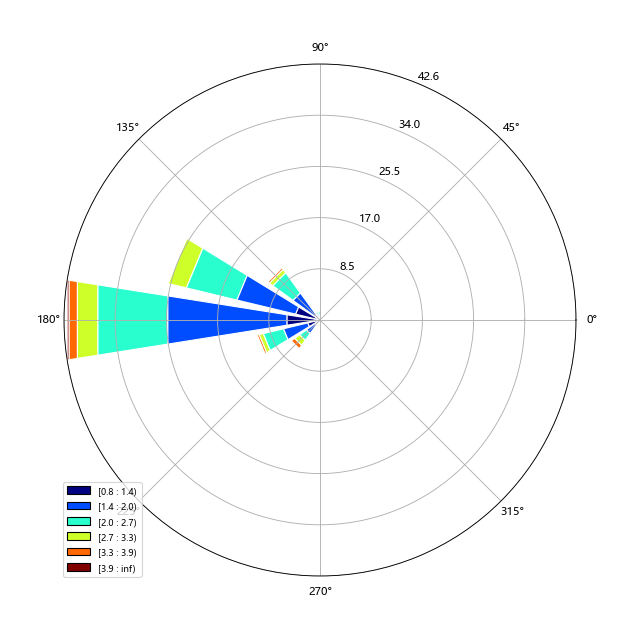 90°
42.6
135°
45°
34.0
25.5
17.0
8.5
180°
0°
[0.8 : 1.4)
[1.4 : 2.0)
225°
315°
[2.0 : 2.7)
[2.7 : 3.3)
[3.3 : 3.9)
[3.9 : inf)
270°